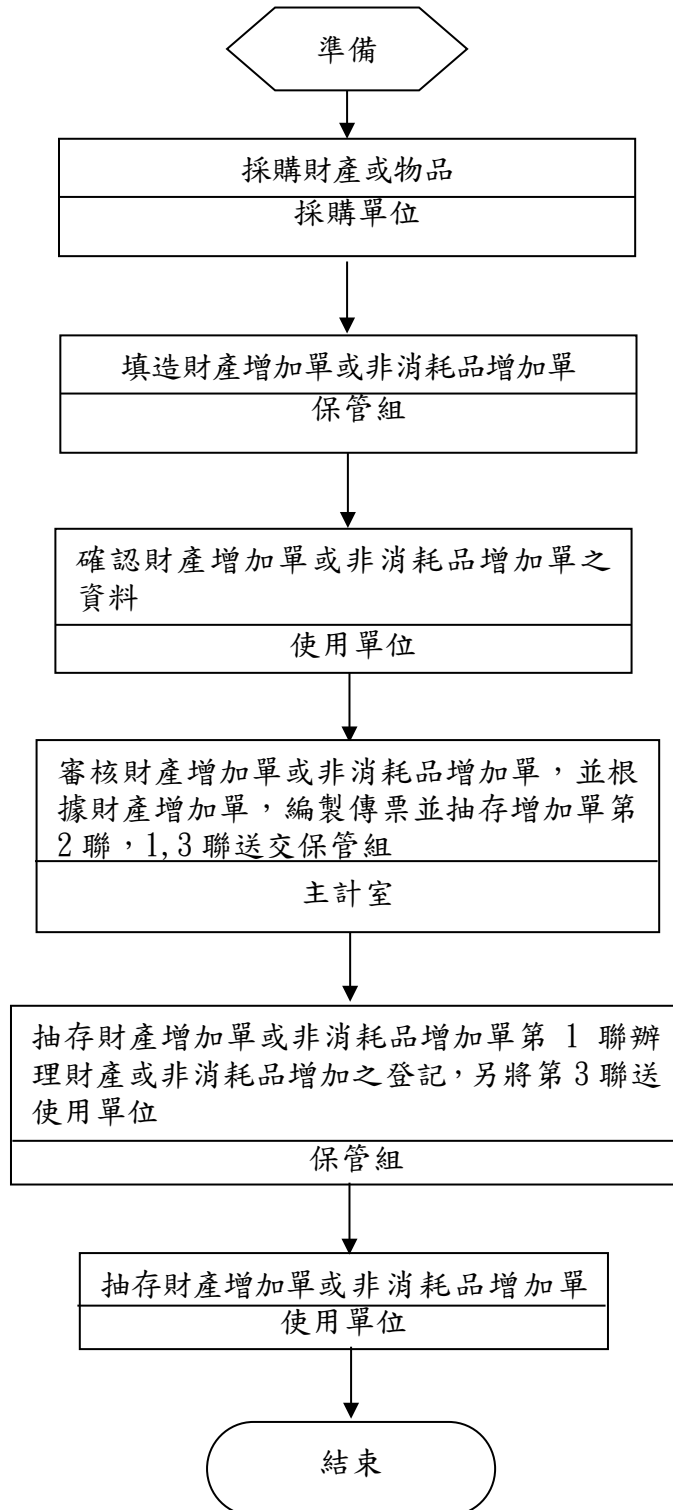 準備
採購財產或物品
採購單位
填造財產增加單或非消耗品增加單
保管組
確認財產增加單或非消耗品增加單之
資料
使用單位
審核財產增加單或非消耗品增加單，並根
據財產增加單，編製傳票並抽存增加單第
2聯，1,3聯送交保管組
主計室
抽存財產增加單或非消耗品增加單第 1 聯辦
理財產或非消耗品增加之登記，另將第3聯送
使用單位
保管組
抽存財產增加單或非消耗品增加單
使用單位
結束